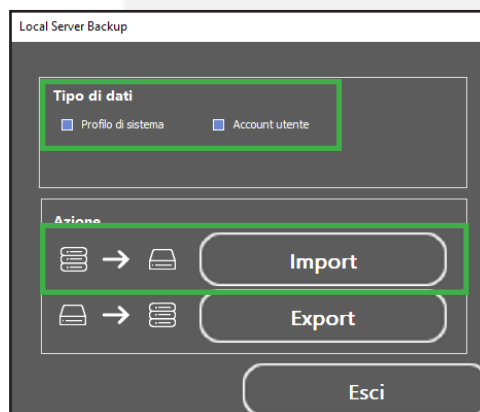 Local Server Backup
Tipo di dati
Profilo di sistema Account utente
Azione
Import
Export
Esci